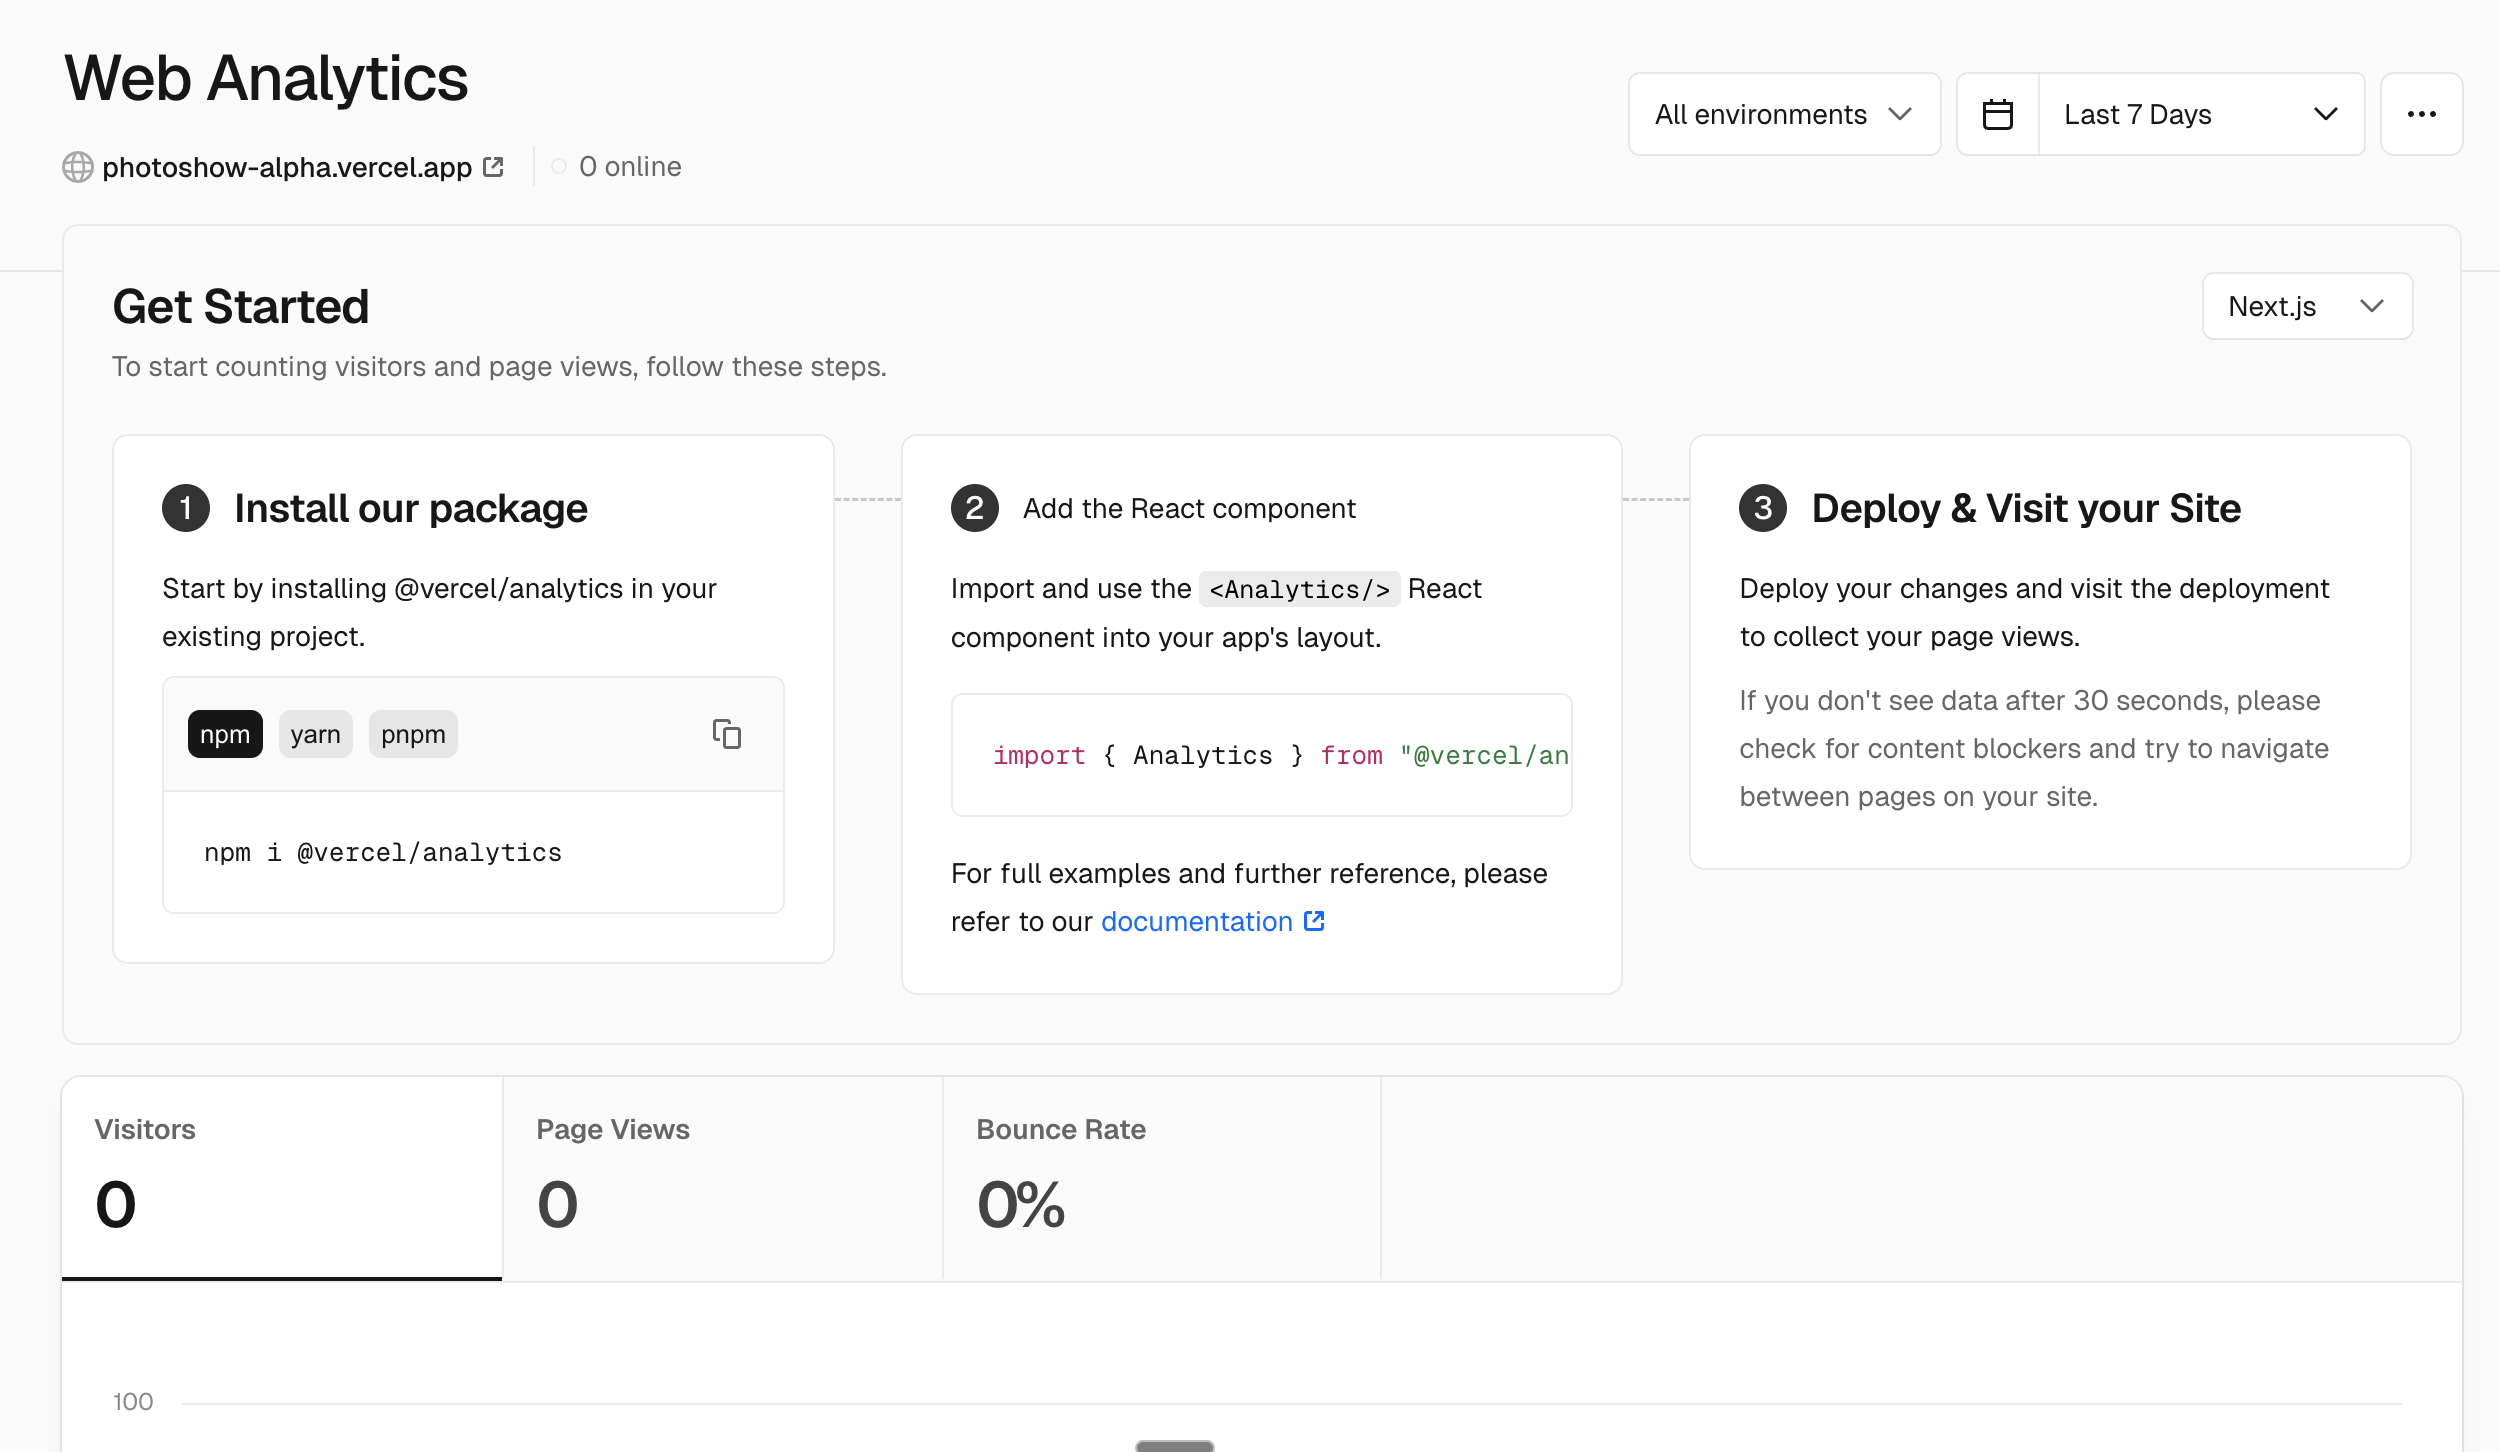 Web Analytics
All environments
Last 7 Days
photoshow-alpha.vercel.app
0 online
Get Started
Next.js
To start counting visitors and page views, follow these steps.
1 Install our package
Start by installing @vercel/analytics in your
existing project.
npm yarn pnpm
npm i @vercel/analytics
2 Add the React component
Import and use the <Analytics/> React
component into your app's layout.
import { Analytics } from "@vercel/an
For full examples and further reference, please
refer to our documentation
3 Deploy & Visit your Site
Deploy your changes and visit the deployment
to collect your page views.
If you don't see data after 30 seconds, please
check for content blockers and try to navigate
between pages on your site.
Visitors
0
Page Views
0
Bounce Rate
0%
100